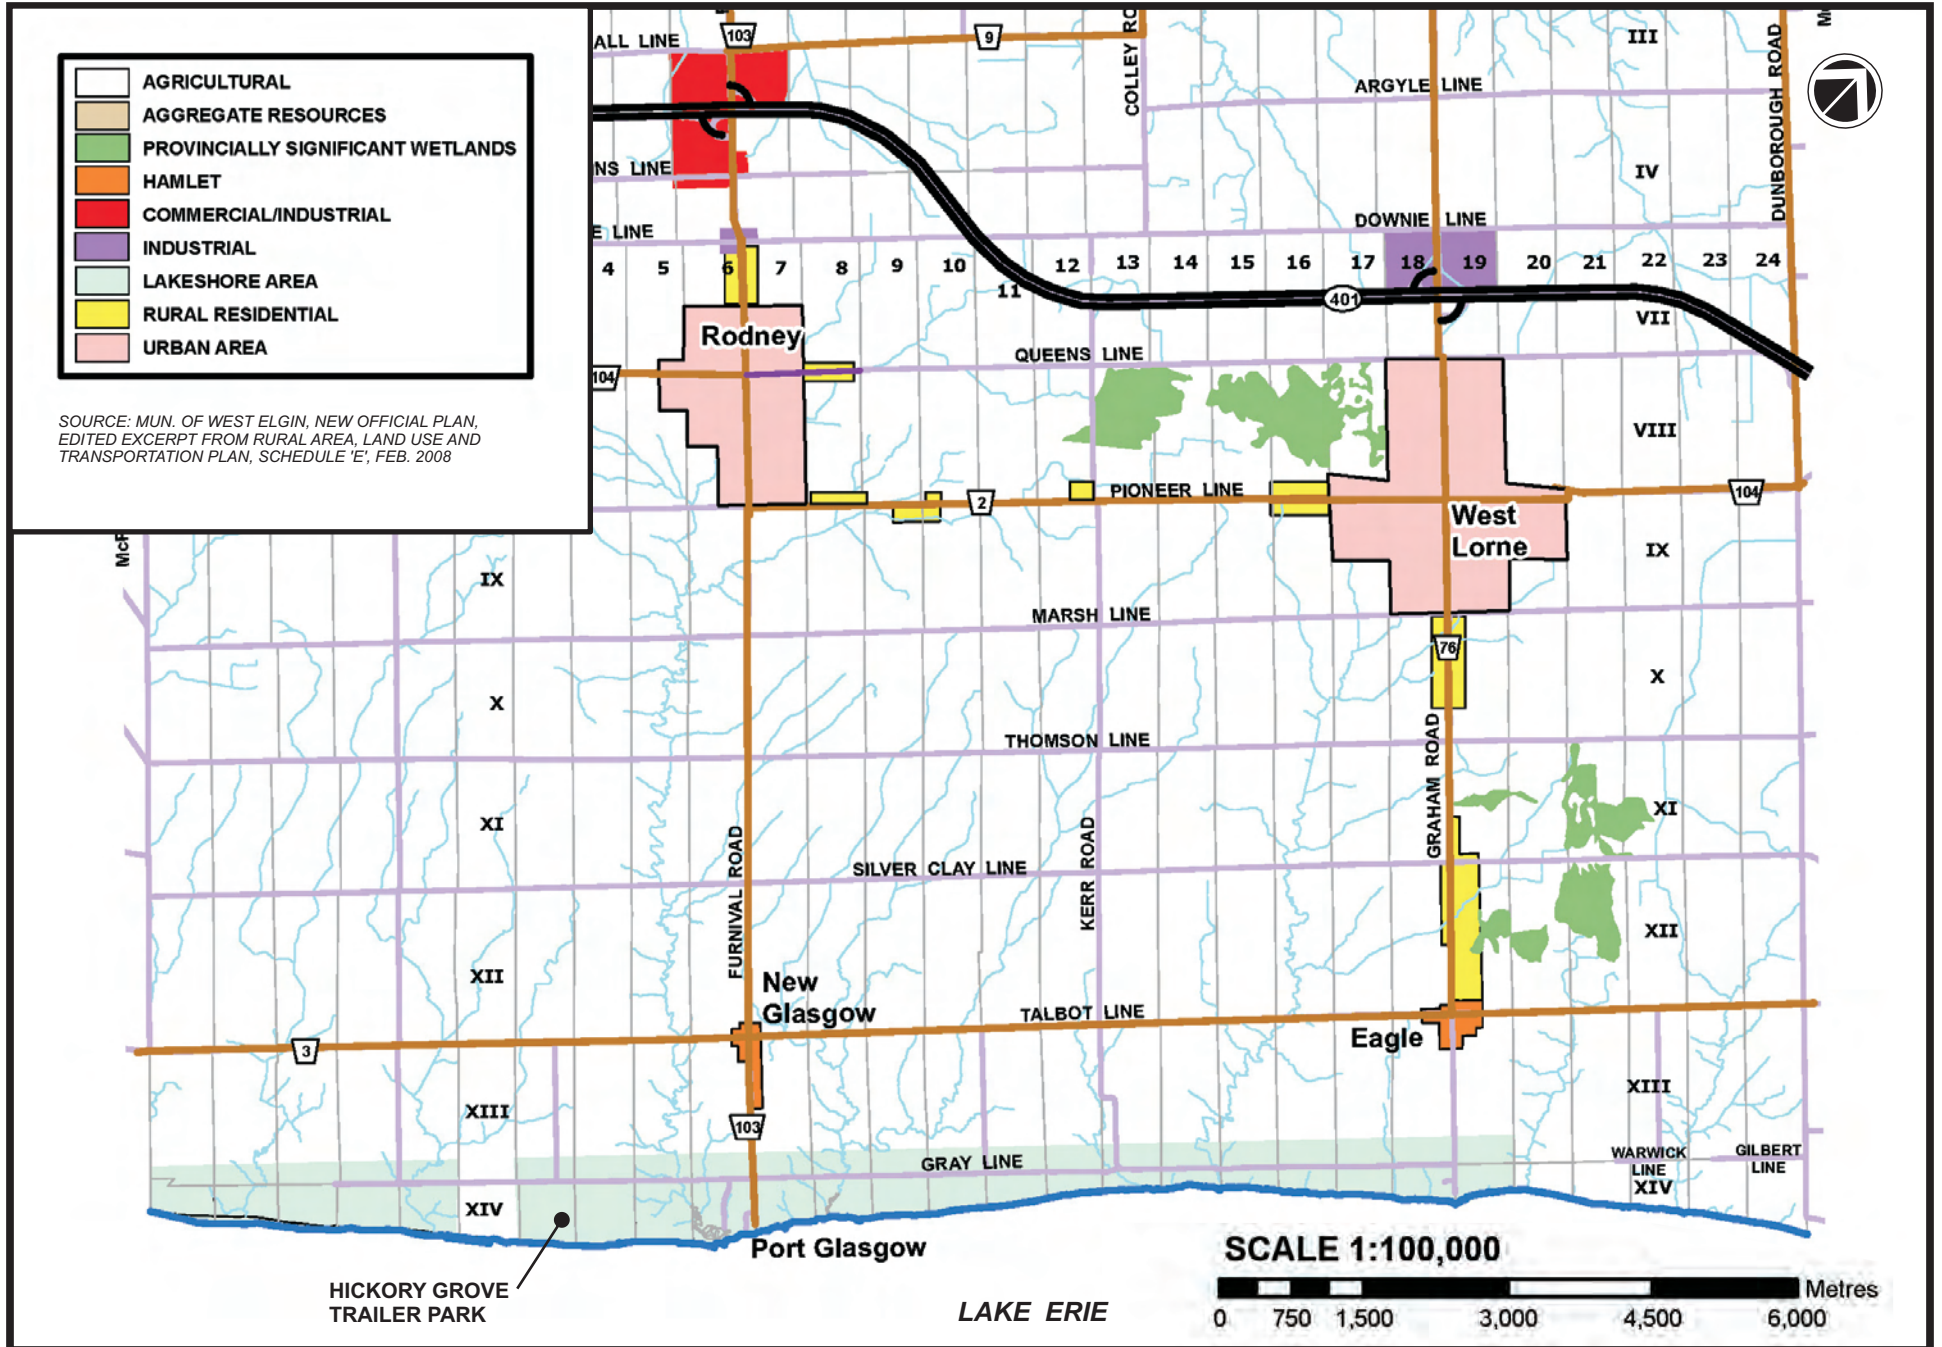 AGRICULTURAL
AGGREGATE RESOURCES
PROVINCIALLY SIGNIFICANT WETLANDS
HAMLET
COMMERCIAL/INDUSTRIAL
INDUSTRIAL
LAKESHORE AREA
RURAL RESIDENTIAL
URBAN AREA
SOURCE: MUN. OF WEST ELGIN, NEW OFFICIAL PLAN,
EDITED EXCERPT FROM RURAL AREA, LAND USE AND
TRANSPORTATION PLAN, SCHEDULE 'E', FEB. 2008
103
9
ALL LINE
COLLEY RO
III
ARGYLE LINE
DUNBOROUGH ROAD
NS LINE
IV
E LINE
DOWNIE LINE
4 5 6 7 8 9 10 11 12 13 14 15 16 17 18 19 20 21 22 23 24
401
VII
Rodney
QUEENS LINE
104
VIII
PIONEER LINE
2
104
West
Lorne
McR
IX
IX
MARSH LINE
76
X
X
THOMSON LINE
GRAHAM ROAD
XI
XI
FURNIVAL ROAD
KERR ROAD
SILVER CLAY LINE
XII
XII
New
Glasgow
TALBOT LINE
Eagle
3
XIII
XIII
103
GRAY LINE
WARWICK
LINE
GILBERT
LINE
XIV
XIV
Port Glasgow
HICKORY GROVE
TRAILER PARK
LAKE ERIE
SCALE 1:100,000
Metres
0 750 1,500 3,000 4,500 6,000